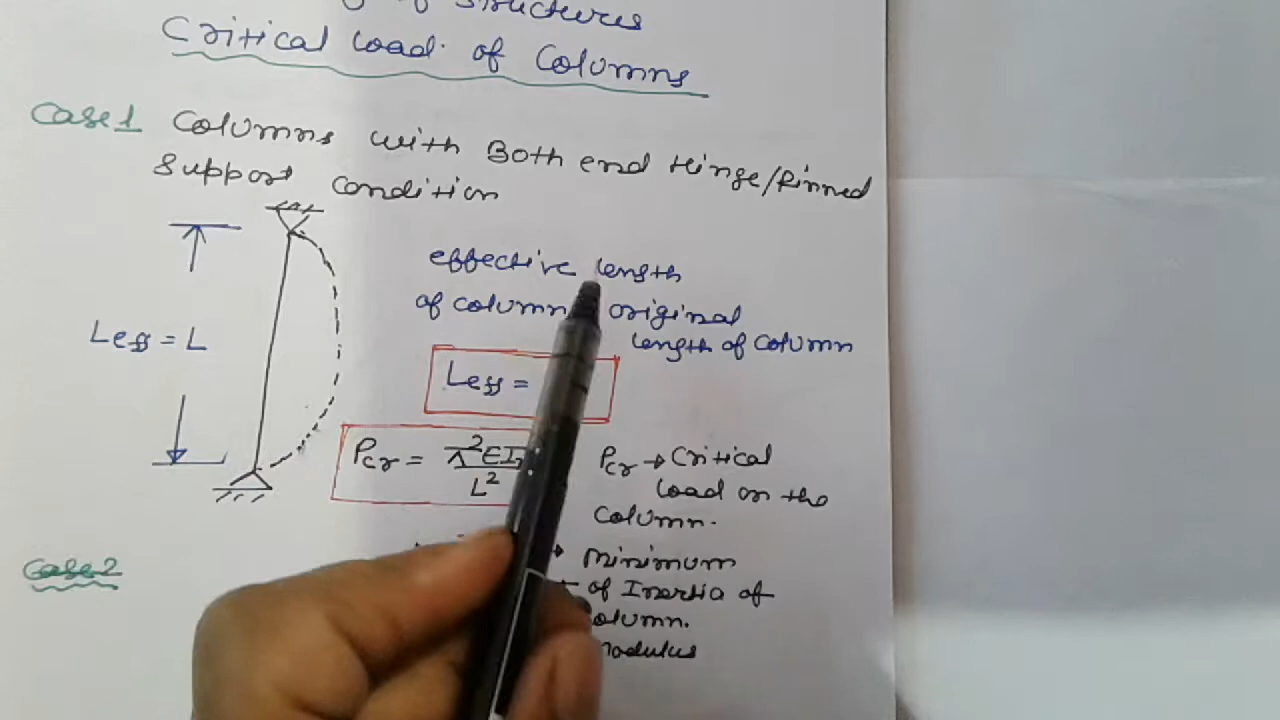 of Structures
Critical Load of Columns
Case 1 Columns with Both end Hinge/Pinned
Support Condition
effective length
of column original
length of column
Leff = L
Leff =
Pcr = π²EI
L²
Pcr → Critical
Load on the
Column.
→ Minimum
of Inertia of
Case 2